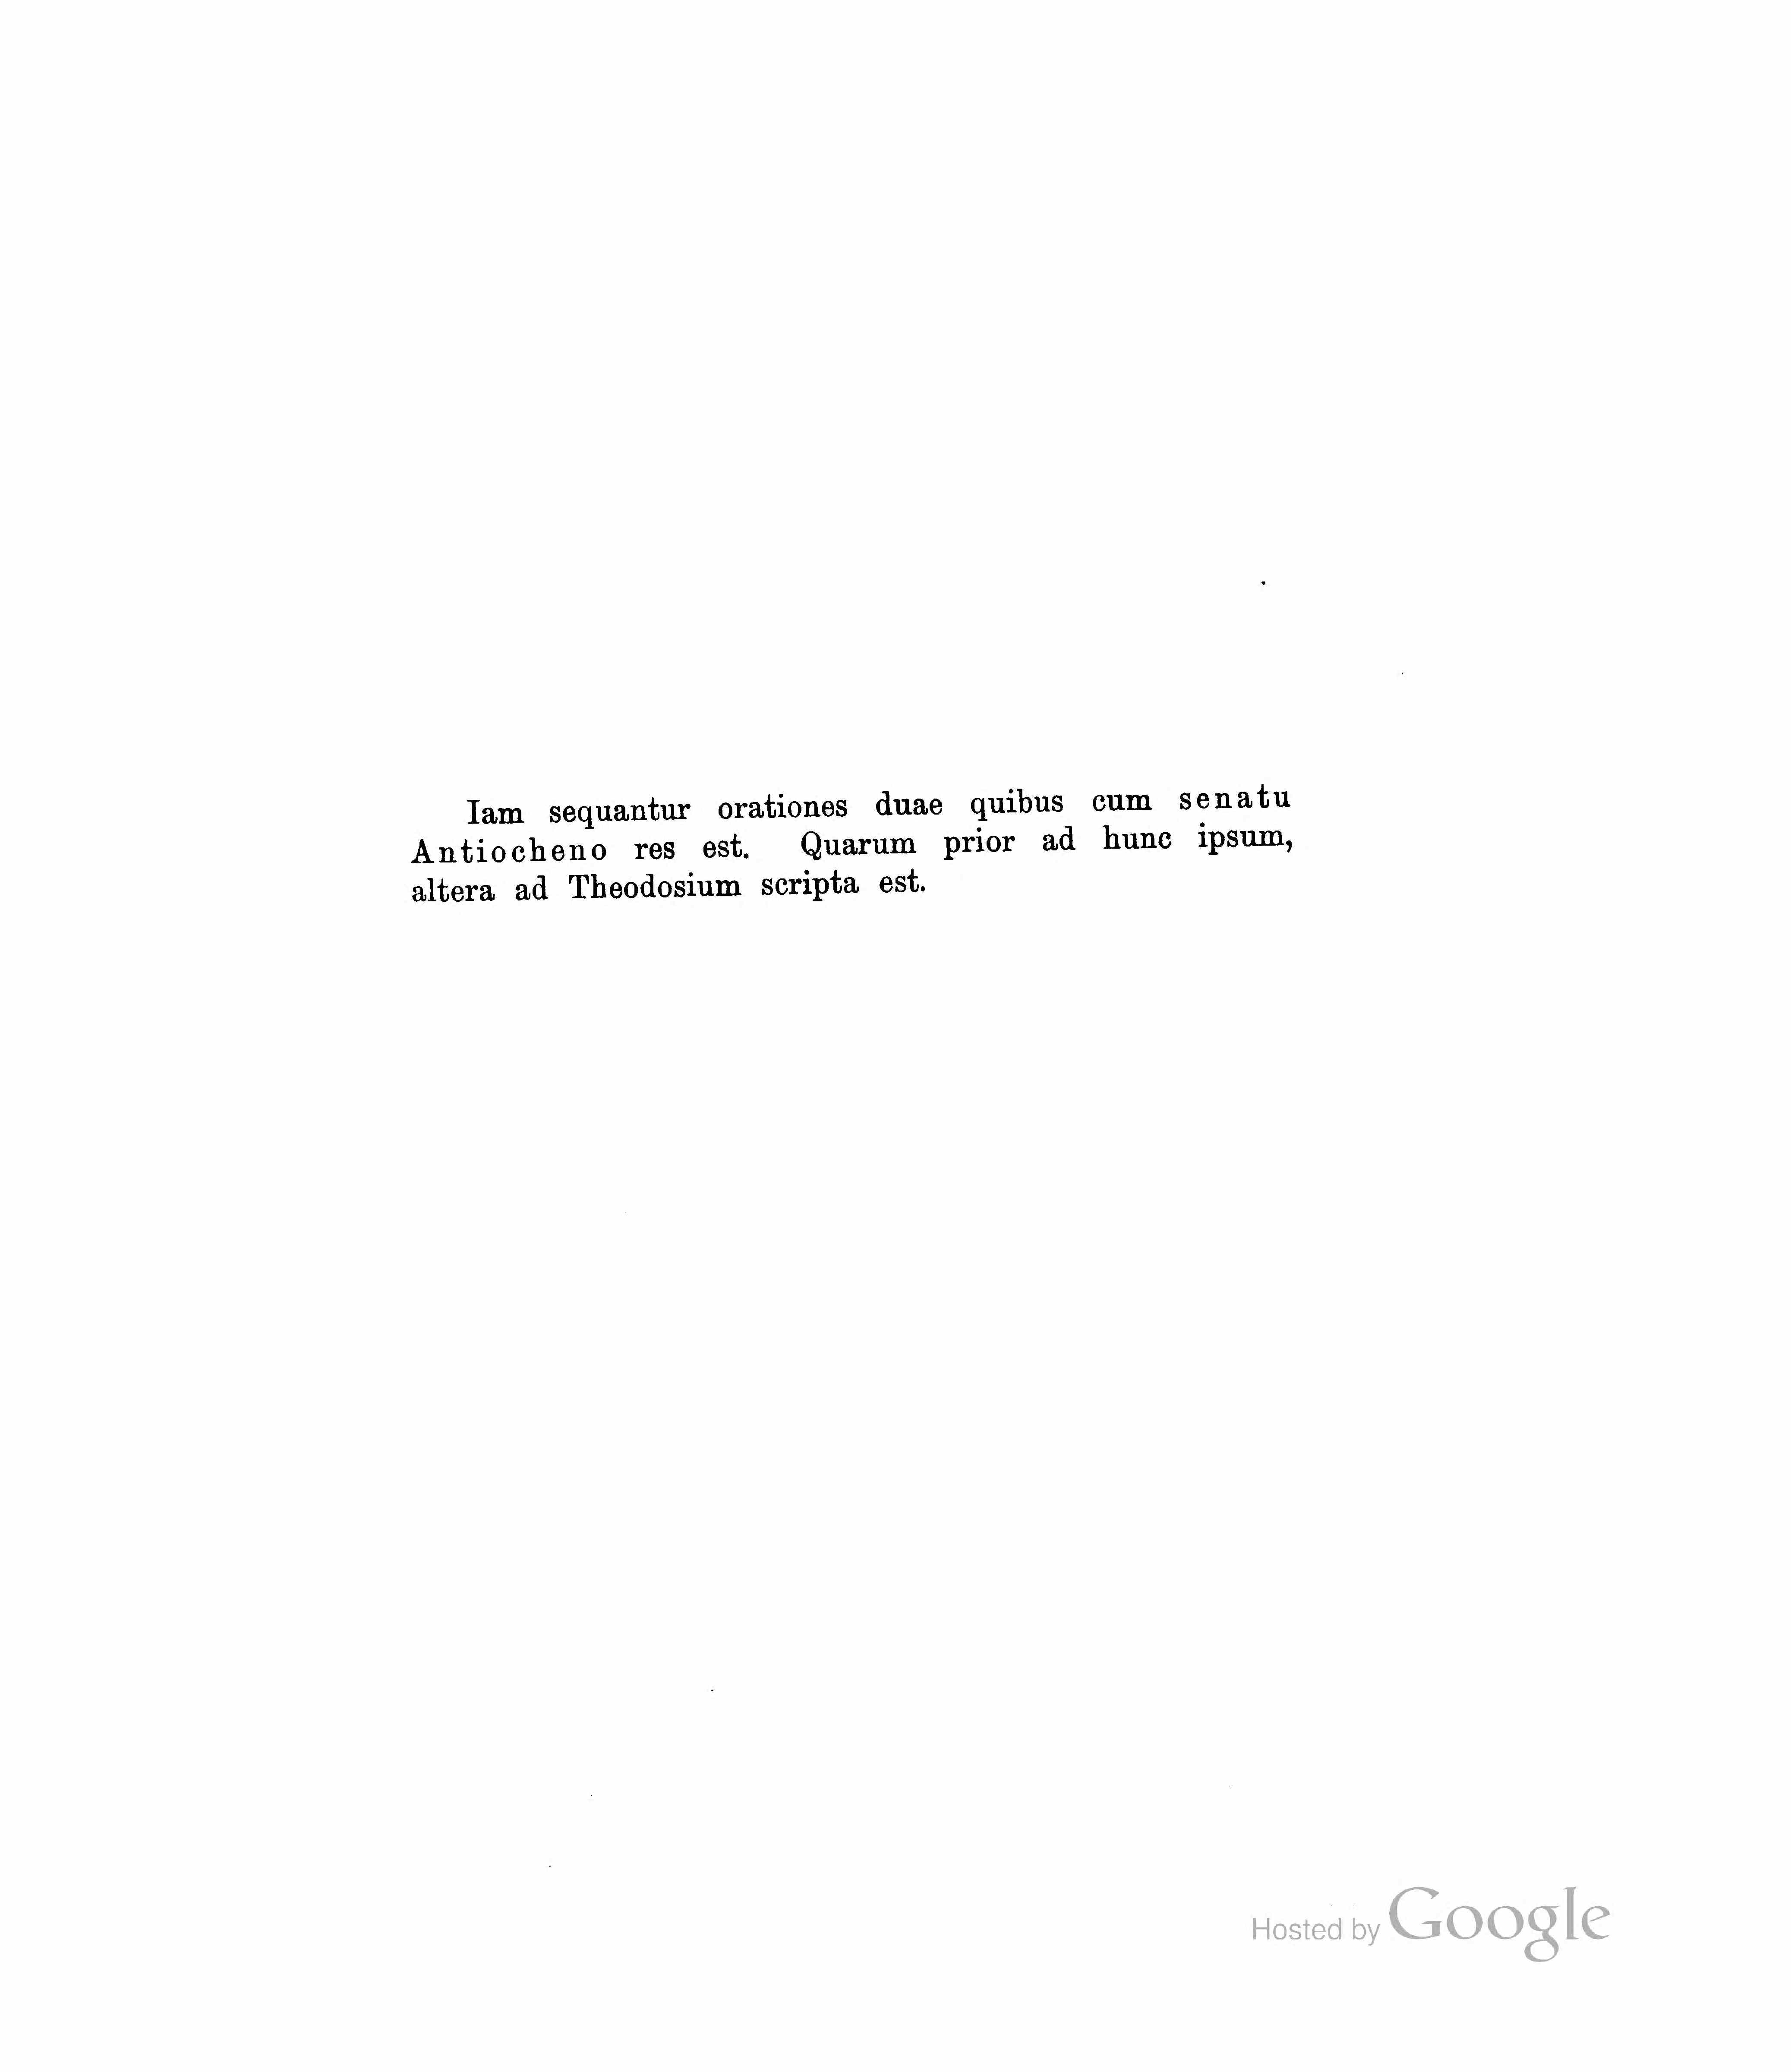 Iam sequantur orationes duae quibus cum senatu
Antiocheno res est. Quarum prior ad hunc ipsum,
altera ad Theodosium scripta est.
Hosted by Google